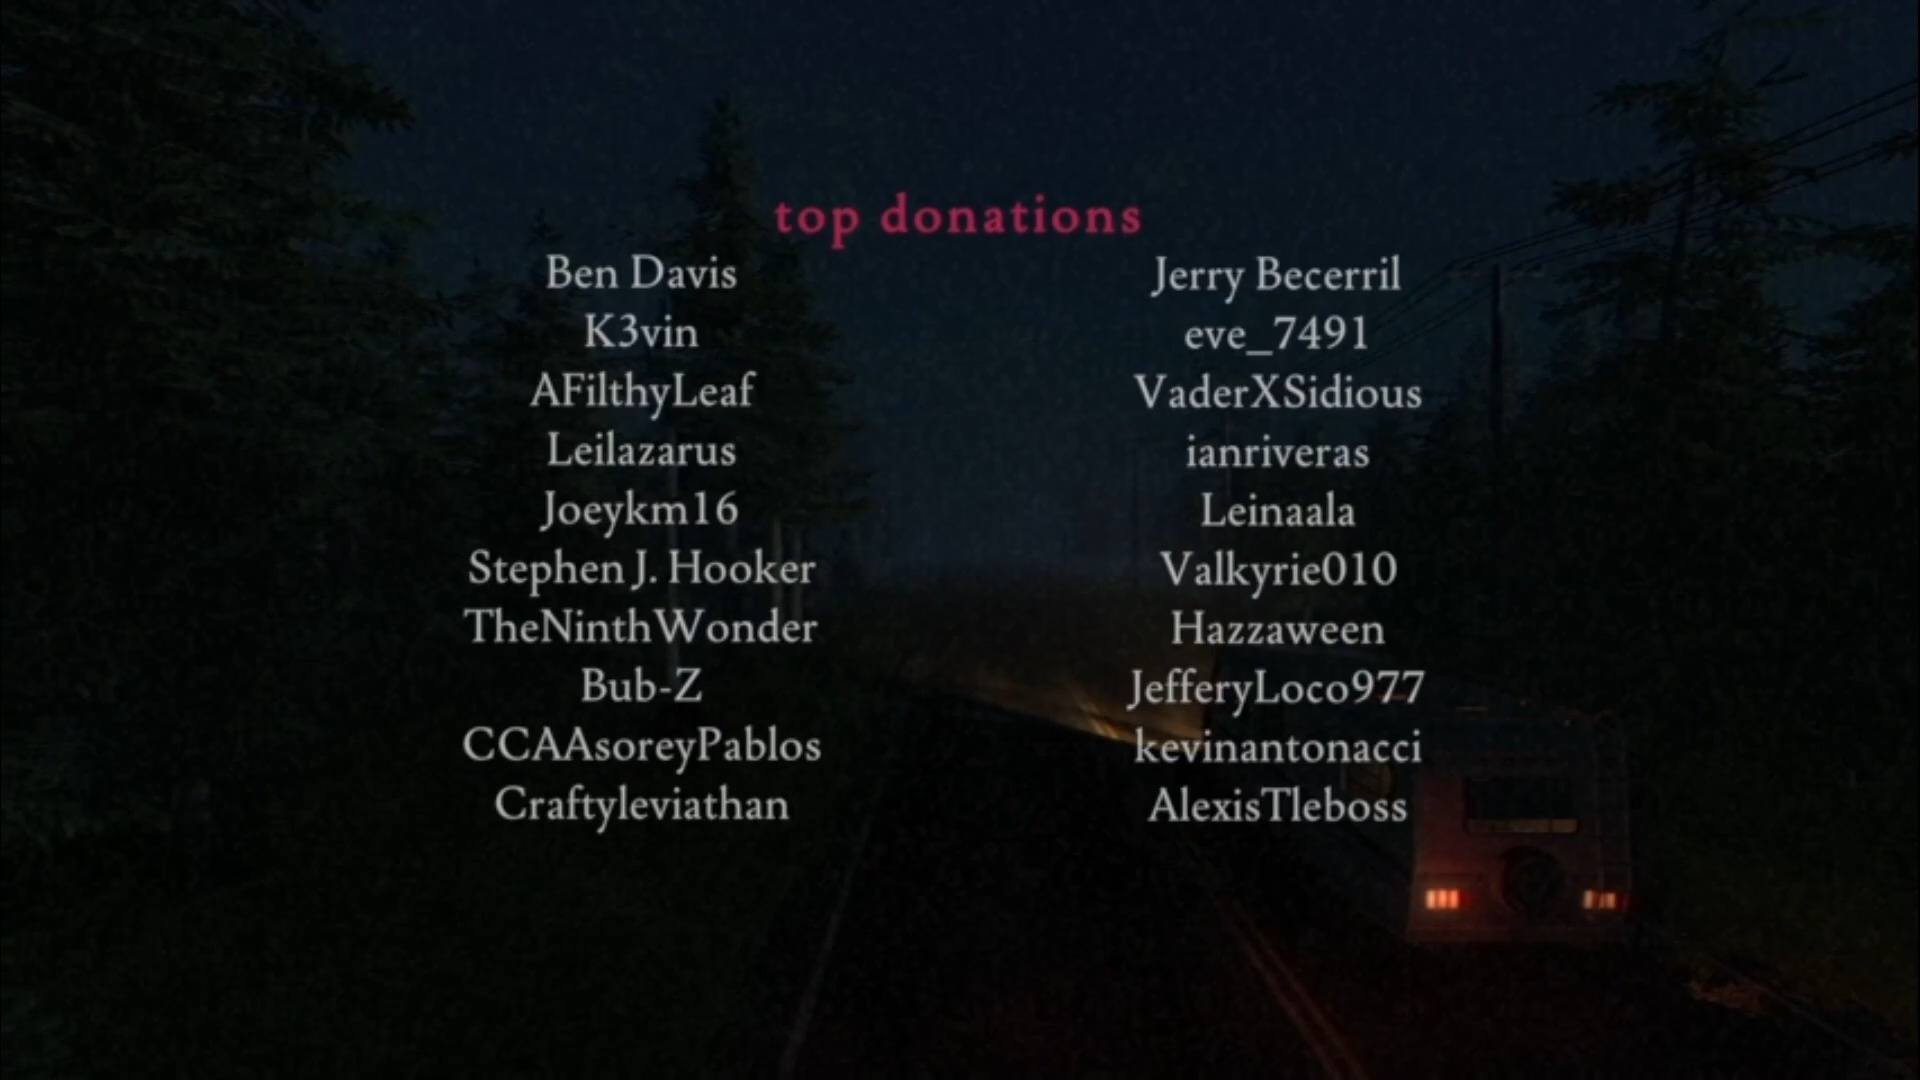 top donations
Ben Davis
K3vin
AFilthyLeaf
Leilazarus
Joeykm16
Stephen J. Hooker
TheNinthWonder
Bub-Z
CCAAsoreyPablos
Craftyleviathan
Jerry Becerril
eve_7491
VaderXSidious
ianriveras
Leinaala
Valkyrie010
Hazzaween
JefferyLoco977
kevinantonacci
AlexisTleboss